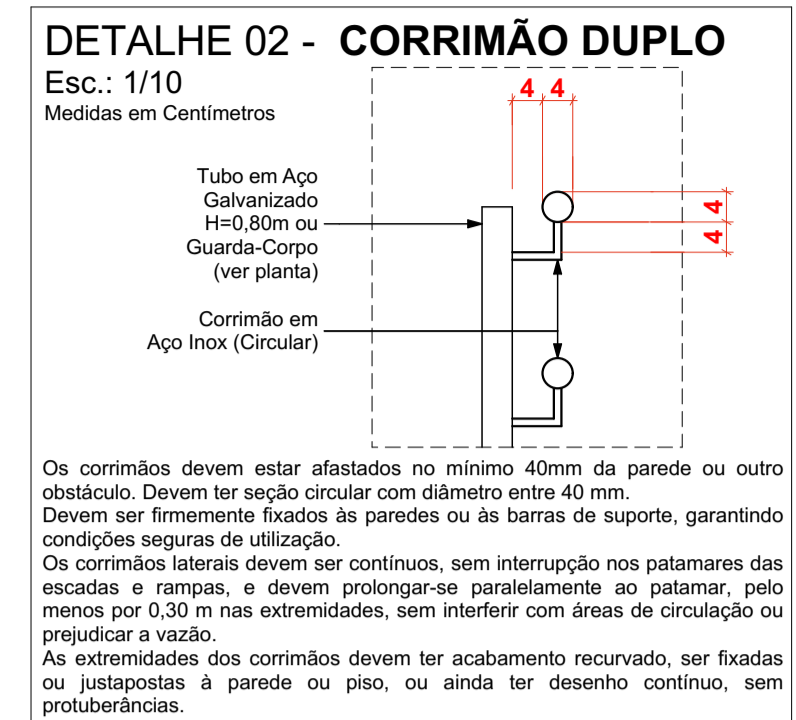 DETALHE 02 - CORRIMÃO DUPLO
Esc.: 1/10
Medidas em Centímetros
4 4
Tubo em Aço
Galvanizado
H=0,80m ou
Guarda-Corpo
(ver planta)
4
4
Corrimão em
Aço Inox (Circular)
Os corrimãos devem estar afastados no mínimo 40mm da parede ou outro
obstáculo. Devem ter seção circular com diâmetro entre 40 mm.
Devem ser firmemente fixados às paredes ou às barras de suporte, garantindo
condições seguras de utilização.
Os corrimãos laterais devem ser contínuos, sem interrupção nos patamares das
escadas e rampas, e devem prolongar-se paralelamente ao patamar, pelo
menos por 0,30 m nas extremidades, sem interferir com áreas de circulação ou
prejudicar a vazão.
As extremidades dos corrimãos devem ter acabamento recurvado, ser fixadas
ou justapostas à parede ou piso, ou ainda ter desenho contínuo, sem
protuberâncias.